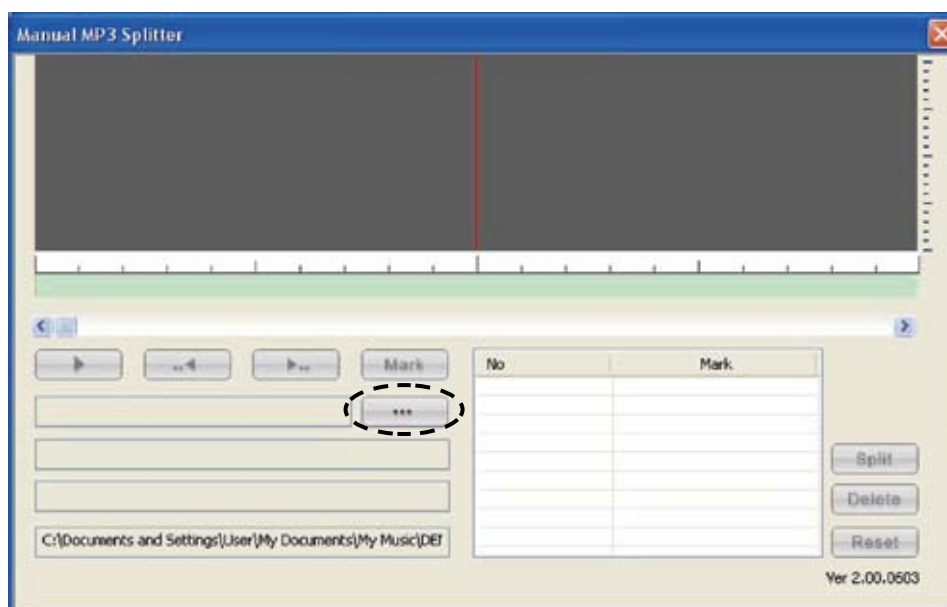 Manual MP3 Splitter
Mark
No Mark
...
Split
Delete
C:\Documents and Settings\User\My Documents\My Music\DEI
Reset
Ver 2.00.0603